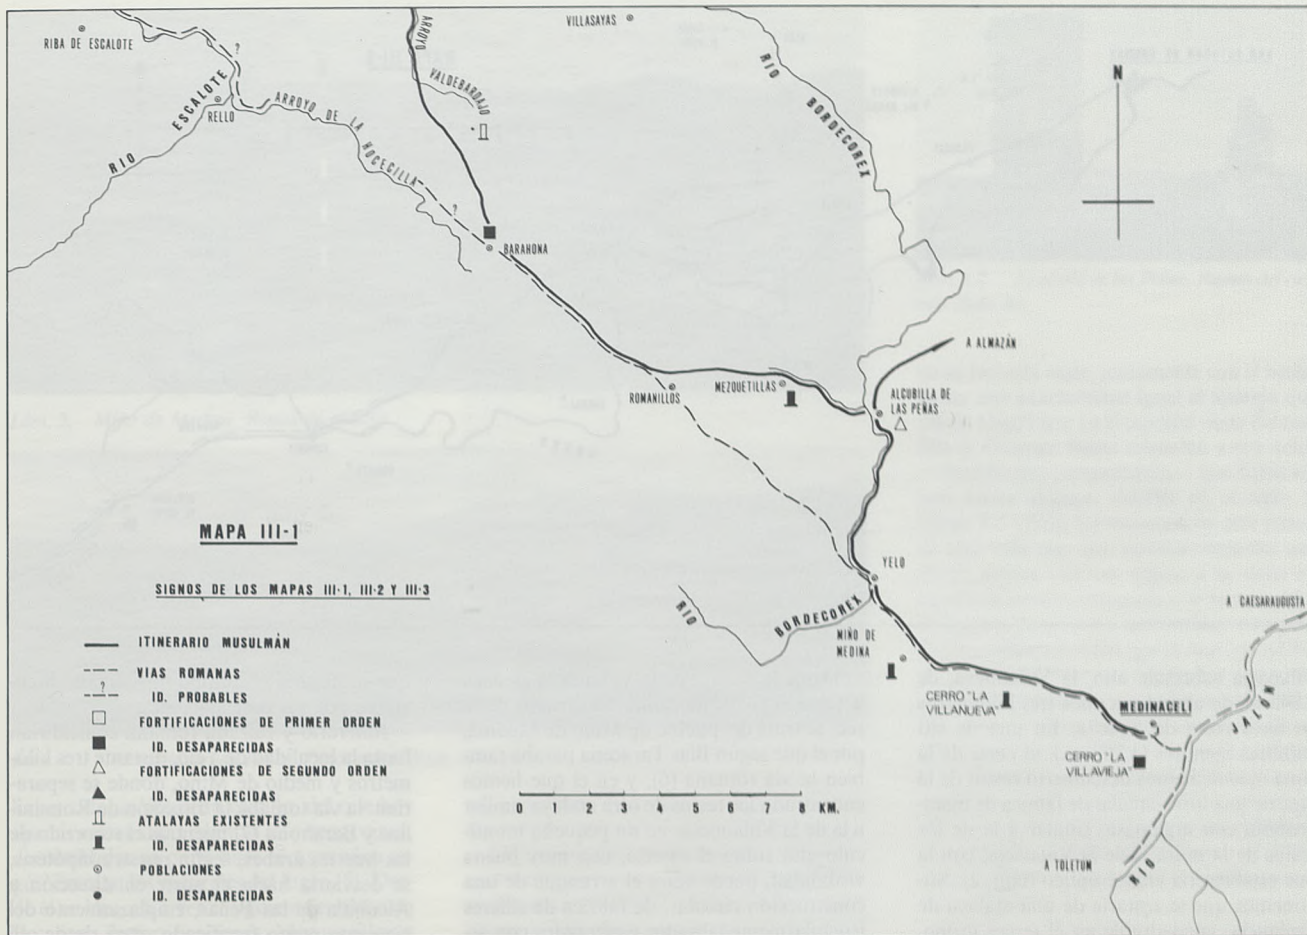 RIBA DE ESCALOTE
?
ARROYO
VALDEBARDAJO
VILLASAYAS
RIO
BORDECOREX
N
ESCALOTE
RIO
RELLO
ARROYO DE LA HOCECILLA
?
BARAHONA
A ALMAZÁN
ROMANILLOS
MEZQUETILLAS
ALCUBILLA DE
LAS PEÑAS
MAPA III-1
YELO
SIGNOS DE LOS MAPAS III-1, III-2 Y III-3
RIO
BORDECOREX
A CAESARAUGUSTA
MIÑO DE
MEDINA
CERRO "LA
VILLANUEVA"
MEDINACELI
CERRO "LA
VILLAVIEJA"
JALÓN
RIO
A TOLETUM
ITINERARIO MUSULMÁN
VIAS ROMANAS
?
ID. PROBABLES
FORTIFICACIONES DE PRIMER ORDEN
ID. DESAPARECIDAS
FORTIFICACIONES DE SEGUNDO ORDEN
ID. DESAPARECIDAS
ATALAYAS EXISTENTES
ID. DESAPARECIDAS
POBLACIONES
ID. DESAPARECIDAS
0 1 2 3 4 5 6 7 8 KM.